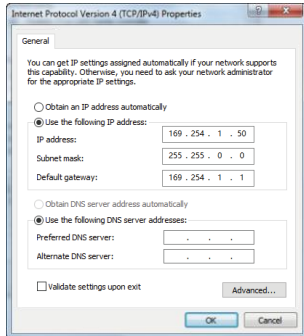 Internet Protocol Version 4 (TCP/IPv4) Properties
General
You can get IP settings assigned automatically if your network supports
this capability. Otherwise, you need to ask your network administrator
for the appropriate IP settings.
Obtain an IP address automatically
Use the following IP address:
IP address: 169 . 254 . 1 . 50
Subnet mask: 255 . 255 . 0 . 0
Default gateway: 169 . 254 . 1 . 1
Obtain DNS server address automatically
Use the following DNS server addresses:
Preferred DNS server: . . .
Alternate DNS server: . . .
Validate settings upon exit
Advanced...
OK Cancel